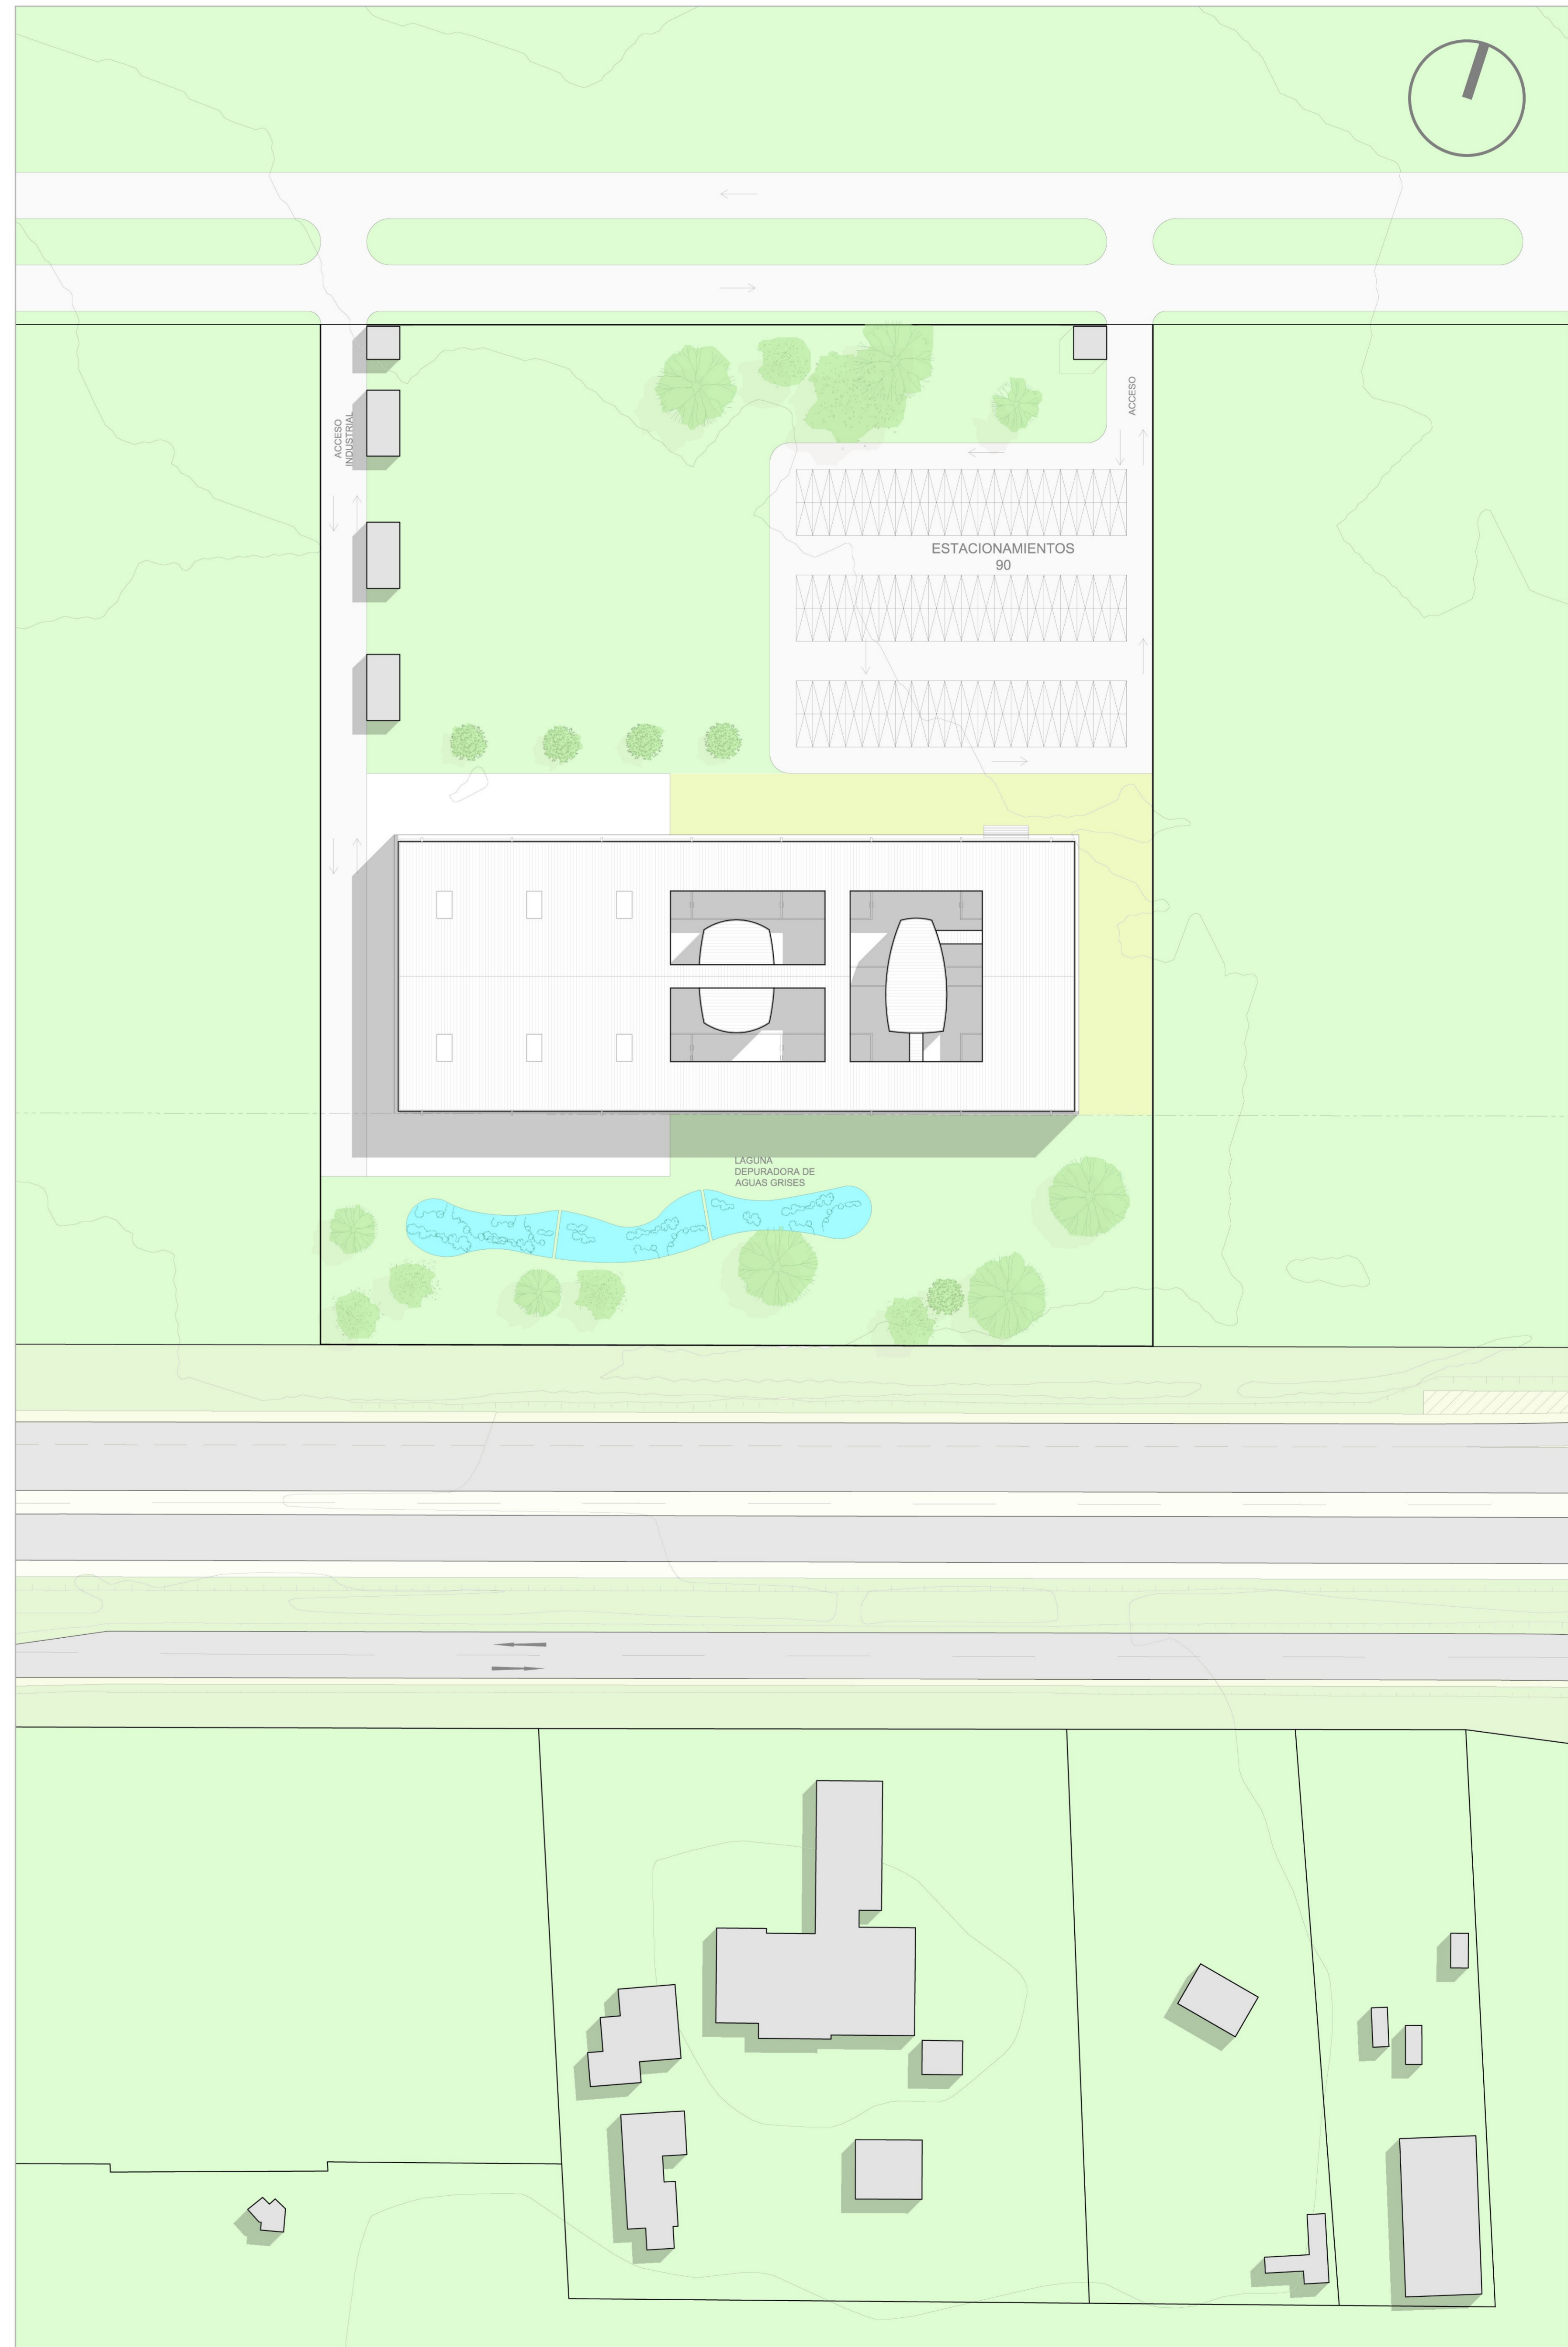 ACCESO
INDUSTRIAL
ACCESO
ESTACIONAMIENTOS
90
LAGUNA
DEPURADORA DE
AGUAS GRISES